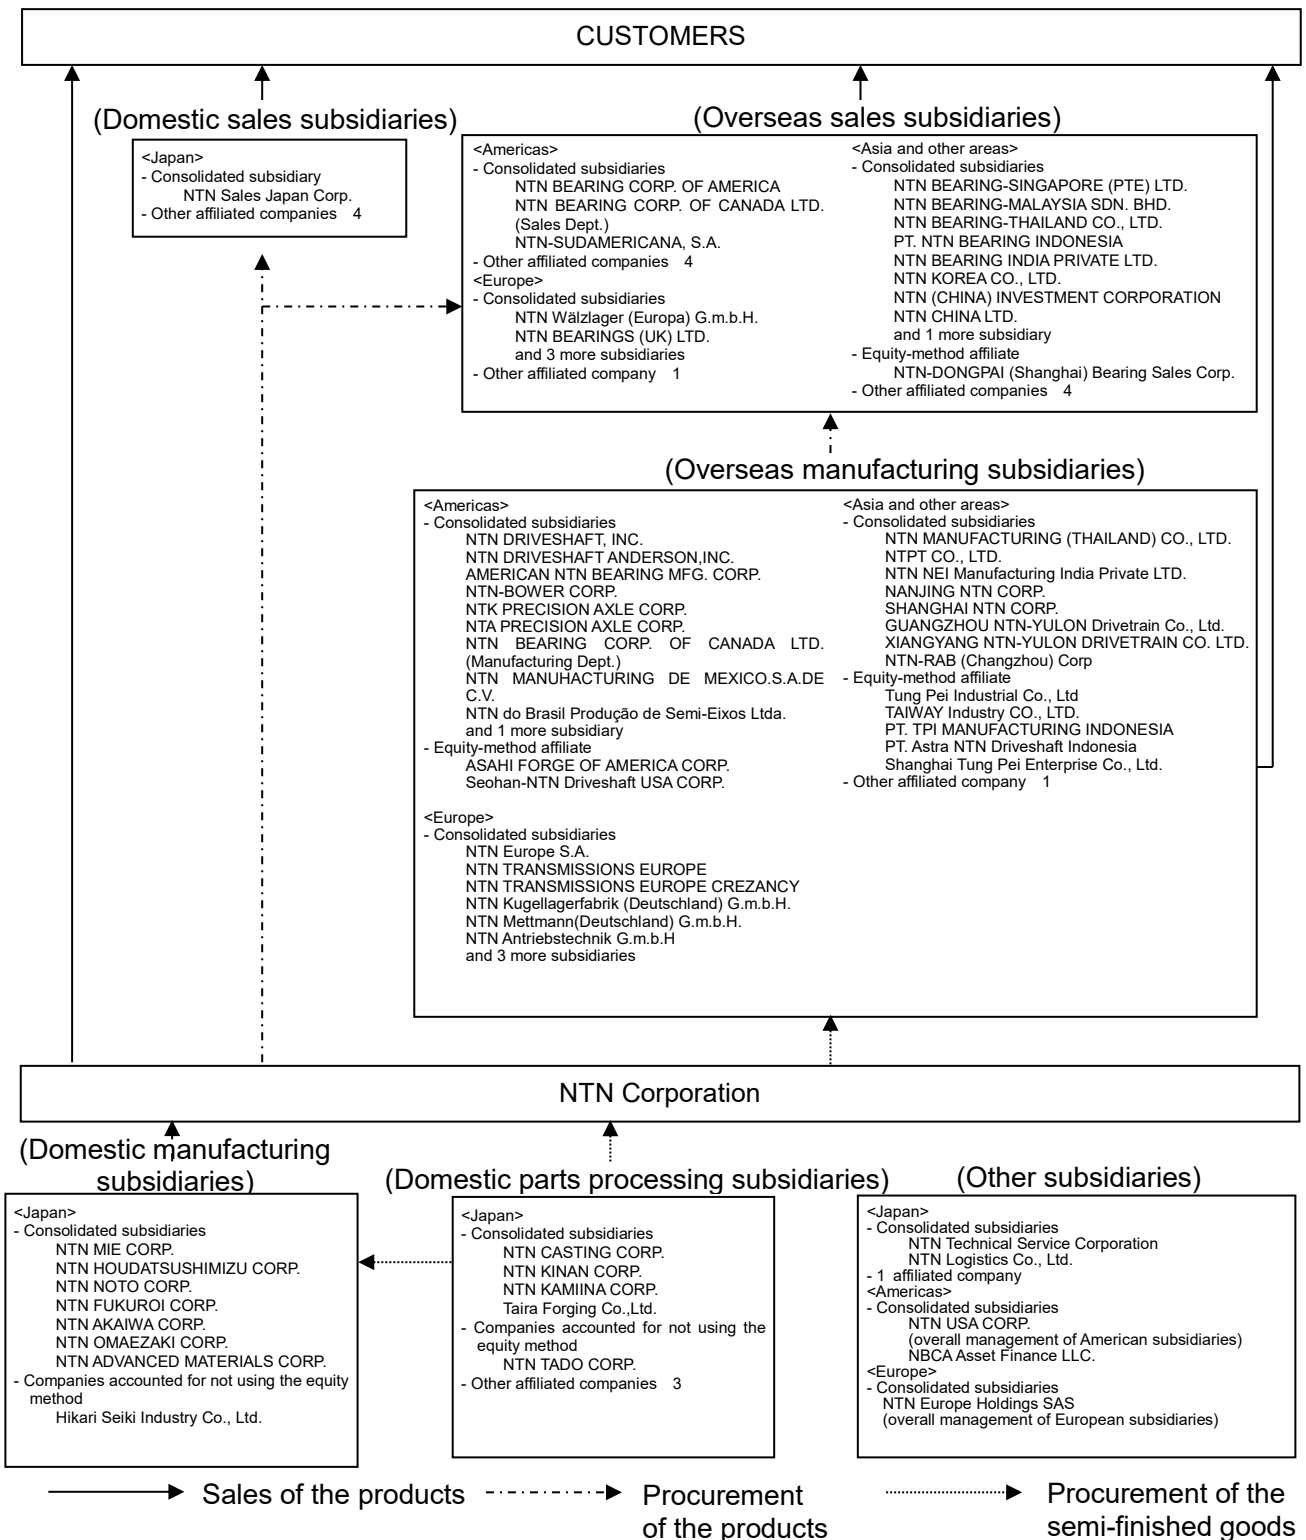 CUSTOMERS
(Domestic sales subsidiaries)
<Japan>
- Consolidated subsidiary
NTN Sales Japan Corp.
- Other affiliated companies 4
(Overseas sales subsidiaries)
<Americas>
- Consolidated subsidiaries
NTN BEARING CORP. OF AMERICA
NTN BEARING CORP. OF CANADA LTD.
(Sales Dept.)
NTN-SUDAMERICANA, S.A.
- Other affiliated companies 4
<Europe>
- Consolidated subsidiaries
NTN Wälzlager (Europa) G.m.b.H.
NTN BEARINGS (UK) LTD.
and 3 more subsidiaries
- Other affiliated company 1
<Asia and other areas>
- Consolidated subsidiaries
NTN BEARING-SINGAPORE (PTE) LTD.
NTN BEARING-MALAYSIA SDN. BHD.
NTN BEARING-THAILAND CO., LTD.
PT. NTN BEARING INDONESIA
NTN BEARING INDIA PRIVATE LTD.
NTN KOREA CO., LTD.
NTN (CHINA) INVESTMENT CORPORATION
NTN CHINA LTD.
and 1 more subsidiary
- Equity-method affiliate
NTN-DONGPAI (Shanghai) Bearing Sales Corp.
- Other affiliated companies 4
(Overseas manufacturing subsidiaries)
<Americas>
- Consolidated subsidiaries
NTN DRIVESHAFT, INC.
NTN DRIVESHAFT ANDERSON,INC.
AMERICAN NTN BEARING MFG. CORP.
NTN-BOWER CORP.
NTK PRECISION AXLE CORP.
NTA PRECISION AXLE CORP.
NTN BEARING CORP. OF CANADA LTD.
(Manufacturing Dept.)
NTN MANUHACTURING DE MEXICO.S.A.DE
C.V.
NTN do Brasil Produção de Semi-Eixos Ltda.
and 1 more subsidiary
- Equity-method affiliate
ASAHI FORGE OF AMERICA CORP.
Seohan-NTN Driveshaft USA CORP.
<Europe>
- Consolidated subsidiaries
NTN Europe S.A.
NTN TRANSMISSIONS EUROPE
NTN TRANSMISSIONS EUROPE CREZANCY
NTN Kugellagerfabrik (Deutschland) G.m.b.H.
NTN Mettmann(Deutschland) G.m.b.H.
NTN Antriebstechnik G.m.b.H
and 3 more subsidiaries
<Asia and other areas>
- Consolidated subsidiaries
NTN MANUFACTURING (THAILAND) CO., LTD.
NTPT CO., LTD.
NTN NEI Manufacturing India Private LTD.
NANJING NTN CORP.
SHANGHAI NTN CORP.
GUANGZHOU NTN-YULON Drivetrain Co., Ltd.
XIANGYANG NTN-YULON DRIVETRAIN CO. LTD.
NTN-RAB (Changzhou) Corp
- Equity-method affiliate
Tung Pei Industrial Co., Ltd
TAIWAY Industry CO., LTD.
PT. TPI MANUFACTURING INDONESIA
PT. Astra NTN Driveshaft Indonesia
Shanghai Tung Pei Enterprise Co., Ltd.
- Other affiliated company 1
NTN Corporation
(Domestic manufacturing
subsidiaries)
<Japan>
- Consolidated subsidiaries
NTN MIE CORP.
NTN HOUDATSUSHIMIZU CORP.
NTN NOTO CORP.
NTN FUKUROI CORP.
NTN AKAIWA CORP.
NTN OMAEZAKI CORP.
NTN ADVANCED MATERIALS CORP.
- Companies accounted for not using the equity
method
Hikari Seiki Industry Co., Ltd.
(Domestic parts processing subsidiaries)
<Japan>
- Consolidated subsidiaries
NTN CASTING CORP.
NTN KINAN CORP.
NTN KAMIINA CORP.
Taira Forging Co.,Ltd.
- Companies accounted for not using the
equity method
NTN TADO CORP.
- Other affiliated companies 3
(Other subsidiaries)
<Japan>
- Consolidated subsidiaries
NTN Technical Service Corporation
NTN Logistics Co., Ltd.
- 1 affiliated company
<Americas>
- Consolidated subsidiaries
NTN USA CORP.
(overall management of American subsidiaries)
NBCA Asset Finance LLC.
<Europe>
- Consolidated subsidiaries
NTN Europe Holdings SAS
(overall management of European subsidiaries)
Sales of the products
Procurement
of the products
Procurement of the
semi-finished goods